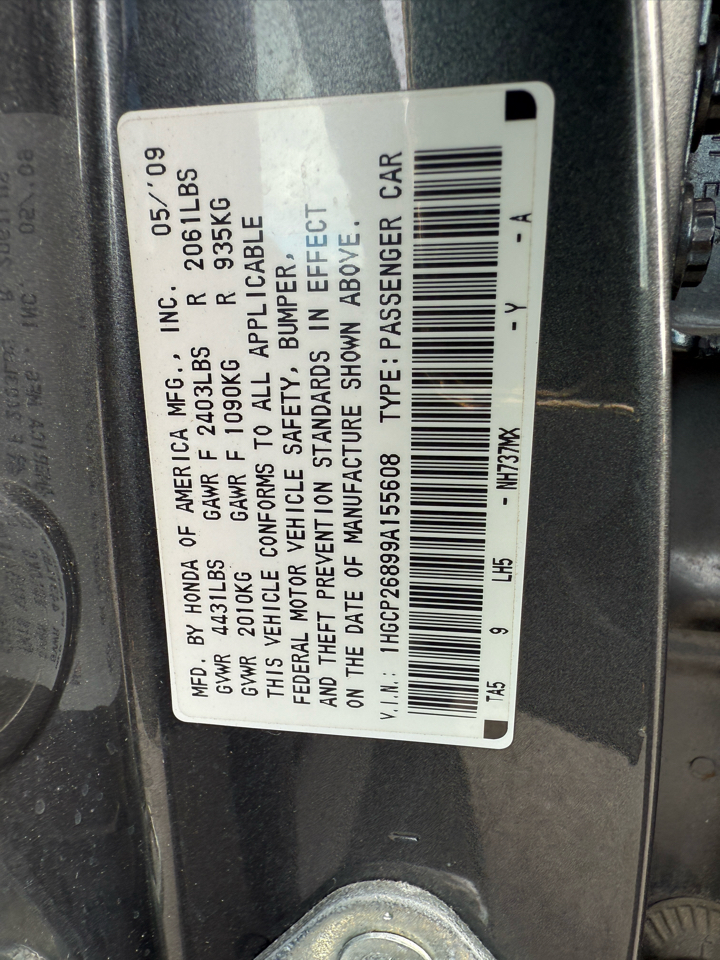 MFD. BY HONDA OF AMERICA MFG., INC. 05/'09
GVWR 4431LBS GAWR F 2403LBS R 2061LBS
GVWR 2010KG GAWR F 1090KG R 935KG
THIS VEHICLE CONFORMS TO ALL APPLICABLE
FEDERAL MOTOR VEHICLE SAFETY, BUMPER,
AND THEFT PREVENTION STANDARDS IN EFFECT
ON THE DATE OF MANUFACTURE SHOWN ABOVE.
V.I.N.: 1HGCP26899A155608 TYPE:PASSENGER CAR
TA5 9 LH5 - NH737MX - Y - A